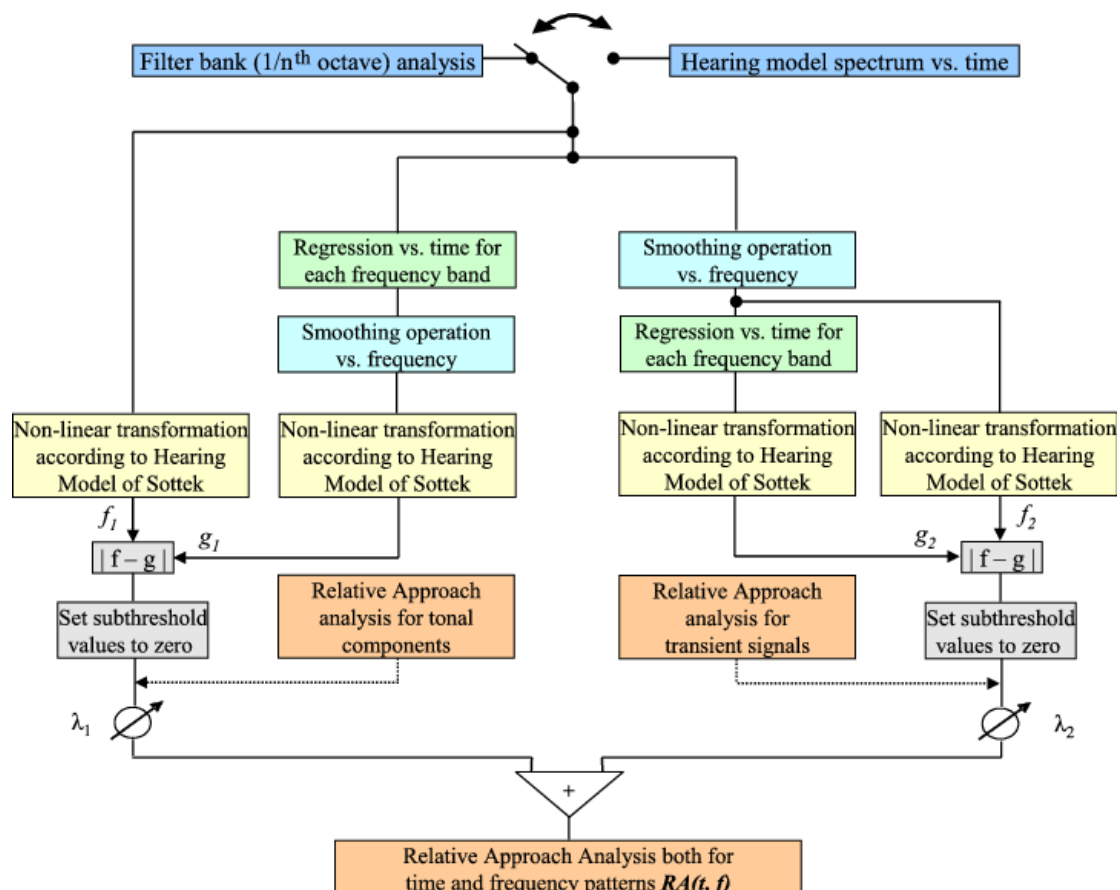 Filter bank (1/nth octave) analysis
Hearing model spectrum vs. time
Regression vs. time for
each frequency band
Smoothing operation
vs. frequency
Smoothing operation
vs. frequency
Regression vs. time for
each frequency band
Non-linear transformation
according to Hearing
Model of Sottek
Non-linear transformation
according to Hearing
Model of Sottek
Non-linear transformation
according to Hearing
Model of Sottek
Non-linear transformation
according to Hearing
Model of Sottek
f1
g1
g2
f2
| f – g |
| f – g |
Set subthreshold
values to zero
Relative Approach
analysis for tonal
components
Relative Approach
analysis for
transient signals
Set subthreshold
values to zero
λ1
λ2
+
Relative Approach Analysis both for
time and frequency patterns RA(t, f)